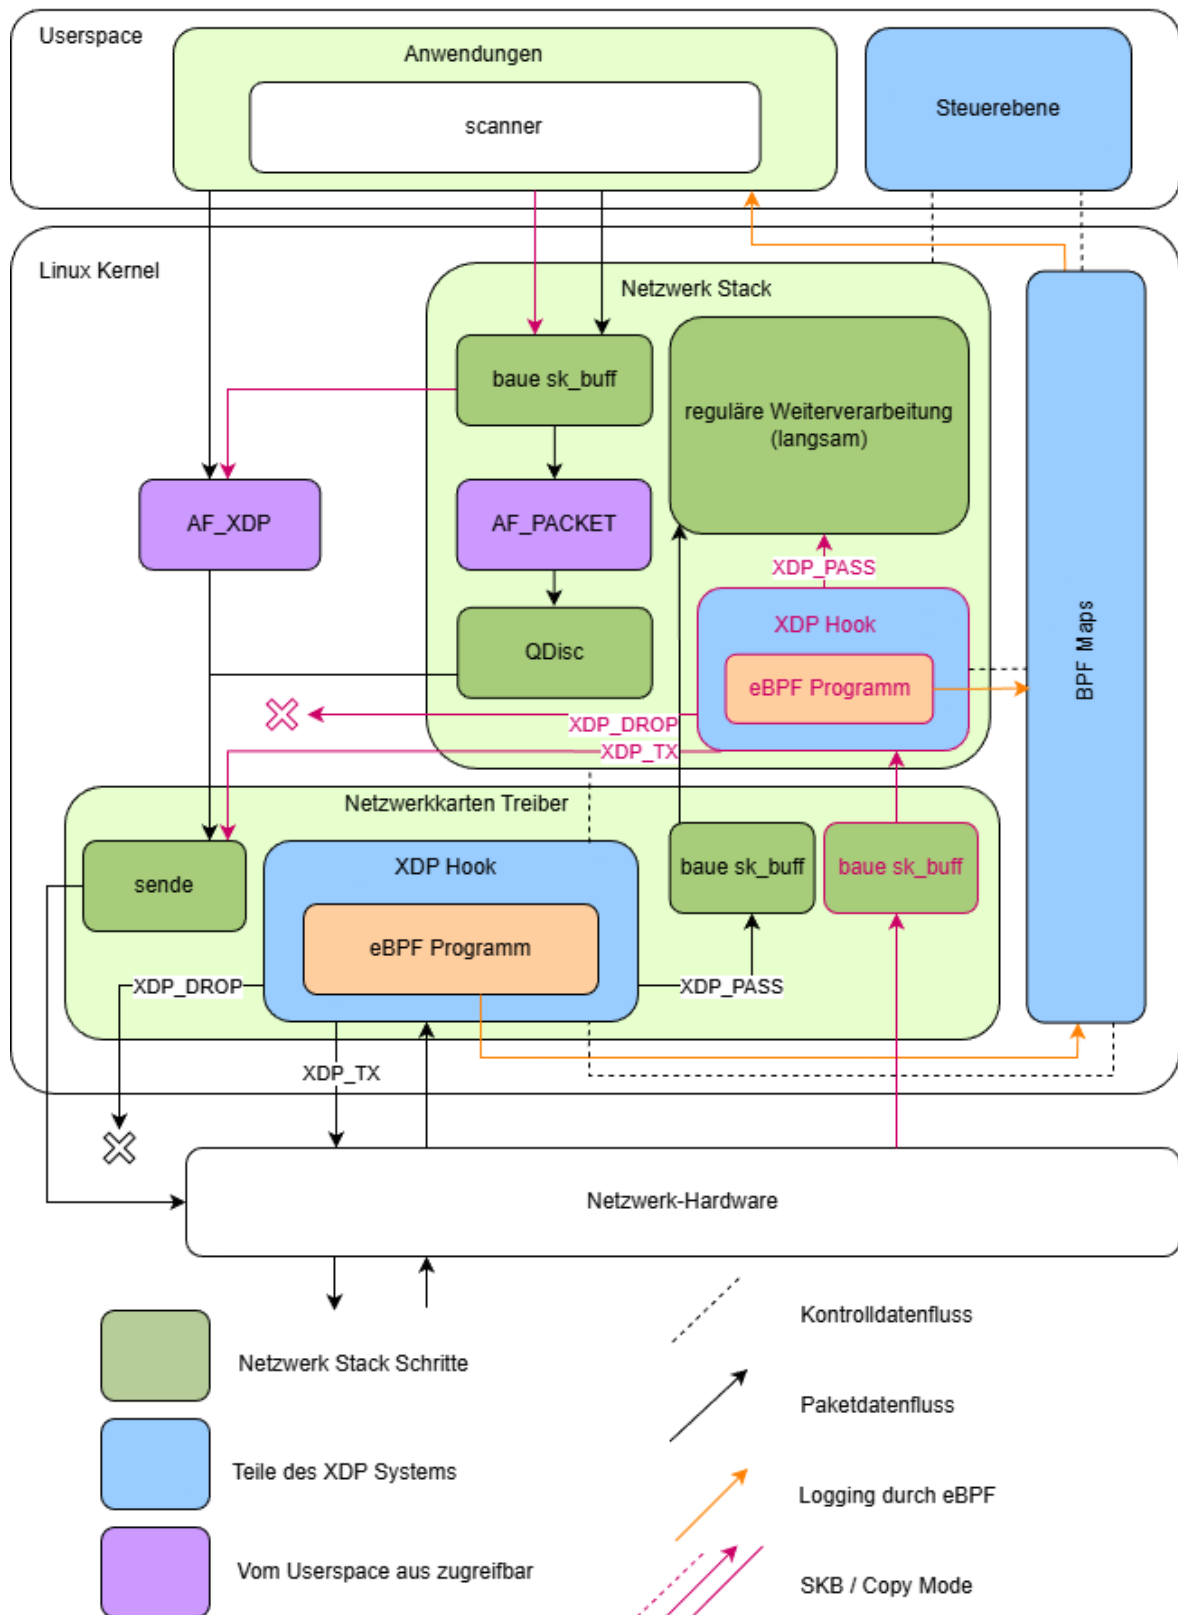 Userspace
Anwendungen
scanner
Steuerebene
Linux Kernel
Netzwerk Stack
baue sk_buff
reguläre Weiterverarbeitung
(langsam)
AF_XDP
AF_PACKET
XDP_PASS
XDP Hook
QDisc
eBPF Programm
BPF Maps
XDP_DROP
XDP_TX
Netzwerkkarten Treiber
sende
XDP Hook
baue sk_buff
baue sk_buff
eBPF Programm
XDP_DROP
XDP_PASS
XDP_TX
Netzwerk-Hardware
Kontrolldatenfluss
Netzwerk Stack Schritte
Paketdatenfluss
Teile des XDP Systems
Logging durch eBPF
Vom Userspace aus zugreifbar
SKB / Copy Mode